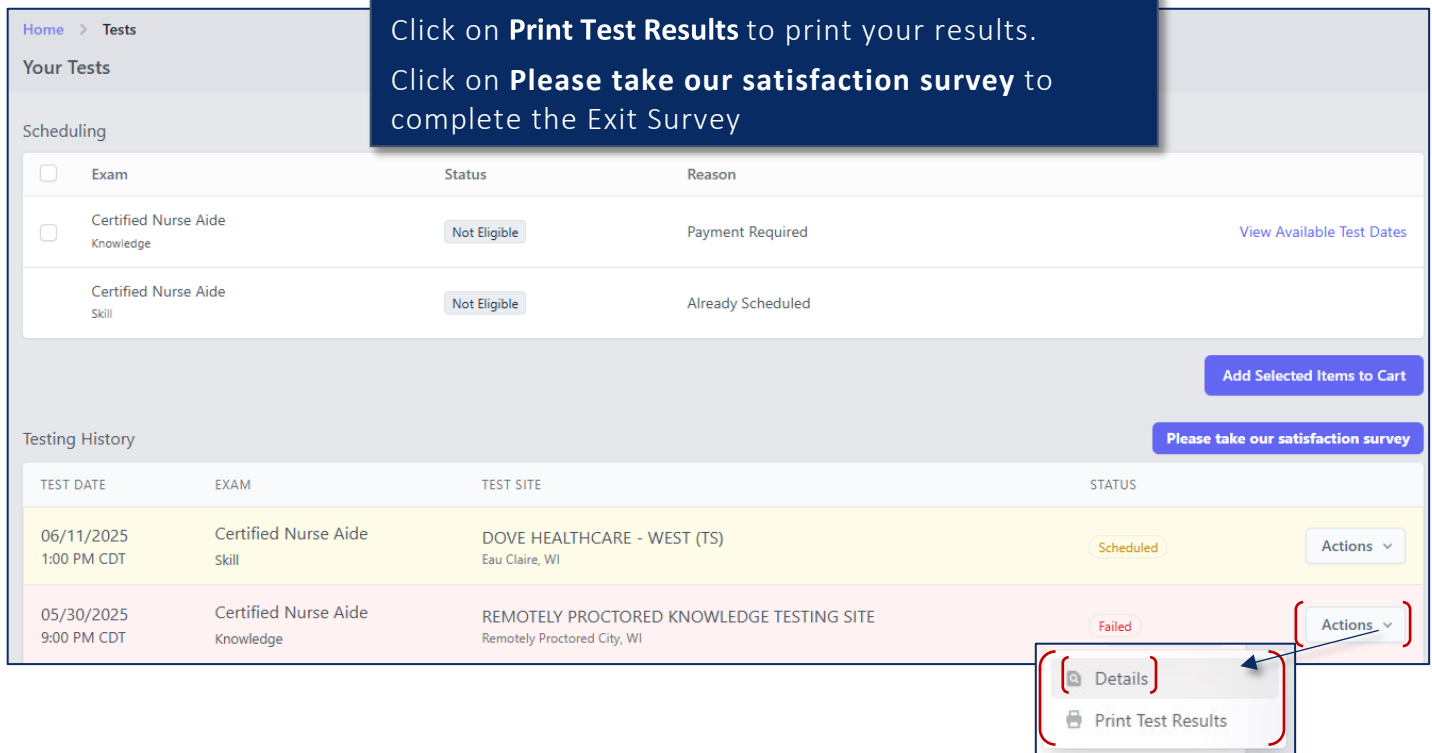 Home > Tests
Your Tests
Click on Print Test Results to print your results.
Click on Please take our satisfaction survey to
complete the Exit Survey
Scheduling
Exam Status Reason
Certified Nurse Aide
Knowledge
Not Eligible Payment Required View Available Test Dates
Certified Nurse Aide
Skill
Not Eligible Already Scheduled
Add Selected Items to Cart
Testing History
Please take our satisfaction survey
TEST DATE EXAM TEST SITE STATUS
06/11/2025 Certified Nurse Aide DOVE HEALTHCARE - WEST (TS) Scheduled Actions
1:00 PM CDT Skill Eau Claire, WI
05/30/2025 Certified Nurse Aide REMOTELY PROCTORED KNOWLEDGE TESTING SITE Failed Actions
9:00 PM CDT Knowledge Remotely Proctored City, WI
Details
Print Test Results